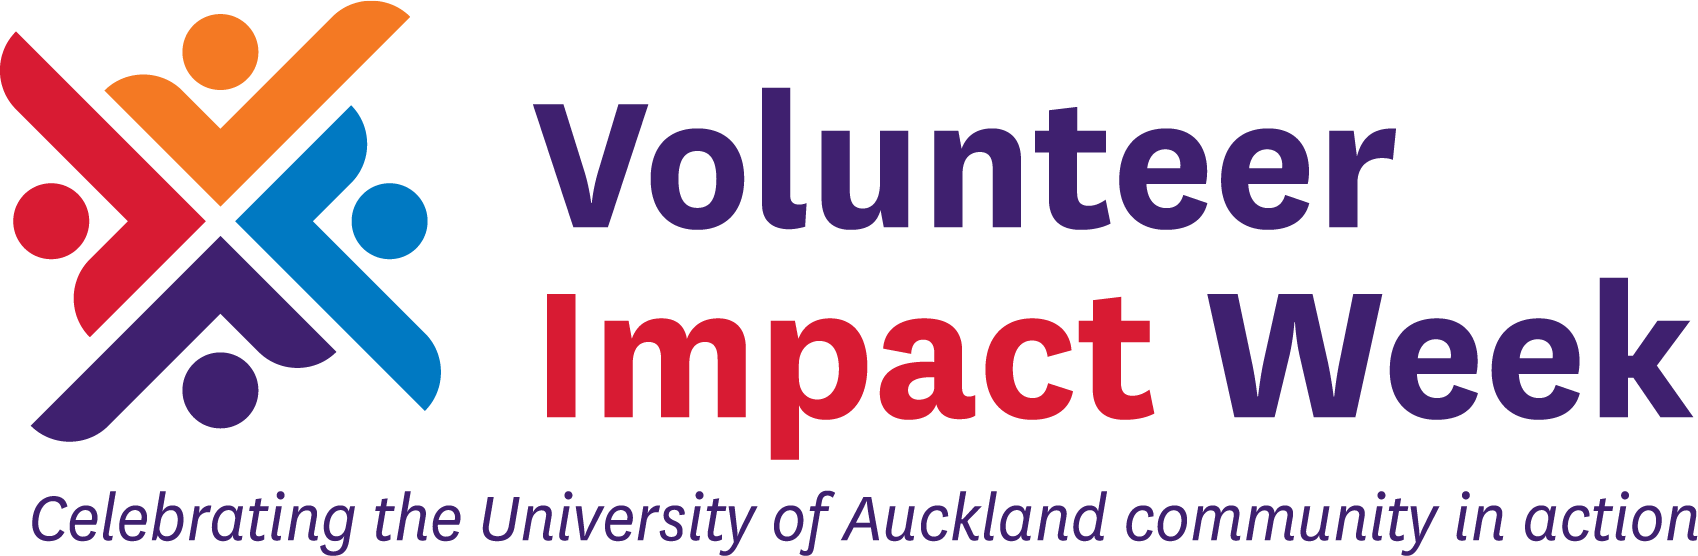 Volunteer
Impact Week
Celebrating the University of Auckland community in action